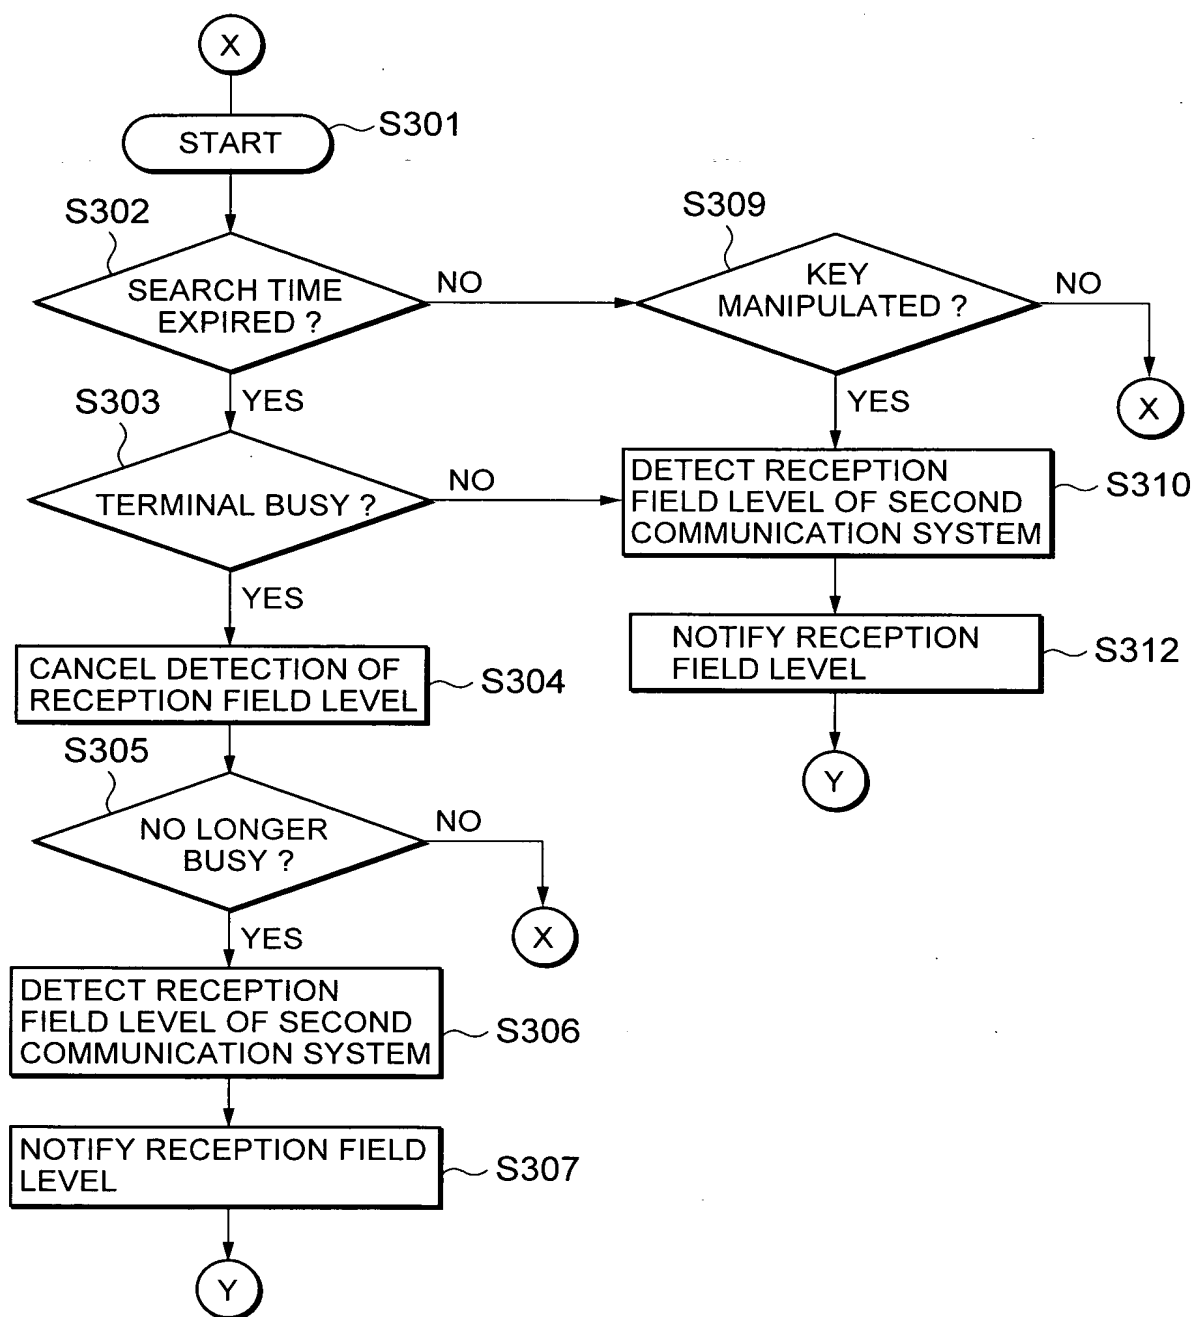 X
START
S301
S302
SEARCH TIME
EXPIRED ?
NO
YES
S309
KEY
MANIPULATED ?
NO
X
YES
S303
TERMINAL BUSY ?
NO
YES
DETECT RECEPTION
FIELD LEVEL OF SECOND
COMMUNICATION SYSTEM
S310
NOTIFY RECEPTION
FIELD LEVEL
S312
Y
CANCEL DETECTION OF
RECEPTION FIELD LEVEL
S304
S305
NO LONGER
BUSY ?
NO
X
YES
DETECT RECEPTION
FIELD LEVEL OF SECOND
COMMUNICATION SYSTEM
S306
NOTIFY RECEPTION FIELD
LEVEL
S307
Y